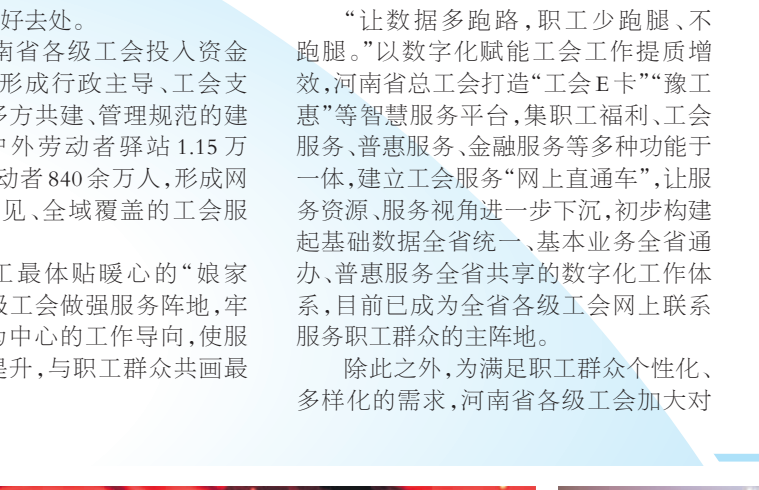 好去处。
南省各级工会投入资金
形成行政主导、工会支
多方共建、管理规范的建
户外劳动者驿站 1.15 万
动者 840 余万人,形成网
见、全域覆盖的工会服
工最体贴暖心的“娘家
级工会做强服务阵地,牢
为中心的工作导向,使服
提升,与职工群众共画最
“让数据多跑路,职工少跑腿、不
跑腿。”以数字化赋能工会工作提质增
效,河南省总工会打造“工会 E 卡”“豫工
惠”等智慧服务平台,集职工福利、工会
服务、普惠服务、金融服务等多种功能于
一体,建立工会服务“网上直通车”,让服
务资源、服务视角进一步下沉,初步构建
起基础数据全省统一、基本业务全省通
办、普惠服务全省共享的数字化工作体
系,目前已成为全省各级工会网上联系
服务职工群众的主阵地。
除此之外,为满足职工群众个性化、
多样化的需求,河南省各级工会加大对